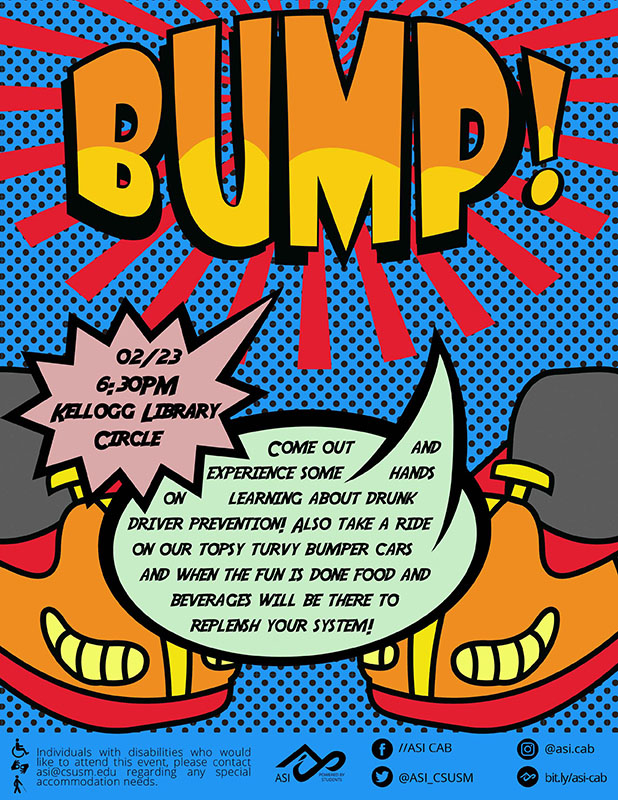 BUMP!
02/23
6:30PM
KELLOGG LIBRARY
CIRCLE
COME OUT AND
EXPERIENCE SOME HANDS
ON LEARNING ABOUT DRUNK
DRIVER PREVENTION! ALSO TAKE A RIDE
ON OUR TOPSY TURVY BUMPER CARS
AND WHEN THE FUN IS DONE FOOD AND
BEVERAGES WILL BE THERE TO
REPLENSH YOUR SYSTEM!
Individuals with disabilities who would
like to attend this event, please contact
asi@csusm.edu regarding any special
accommodation needs.
ASI
POWERED BY
STUDENTS
//ASI CAB
@ASI_CSUSM
@asi.cab
bit.ly/asi-cab